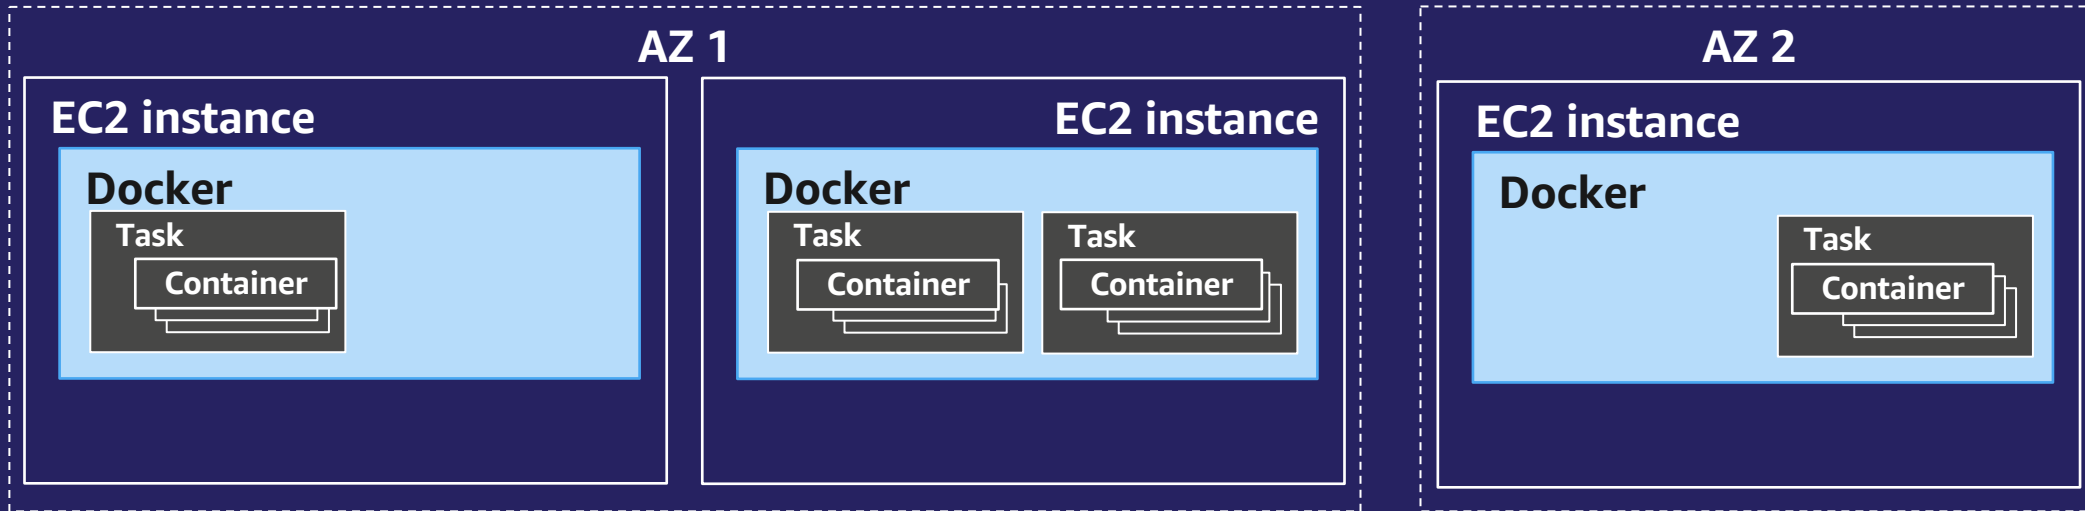 AZ 1
EC2 instance
Docker
Task
Container
EC2 instance
Docker
Task
Container
Task
Container
AZ 2
EC2 instance
Docker
Task
Container